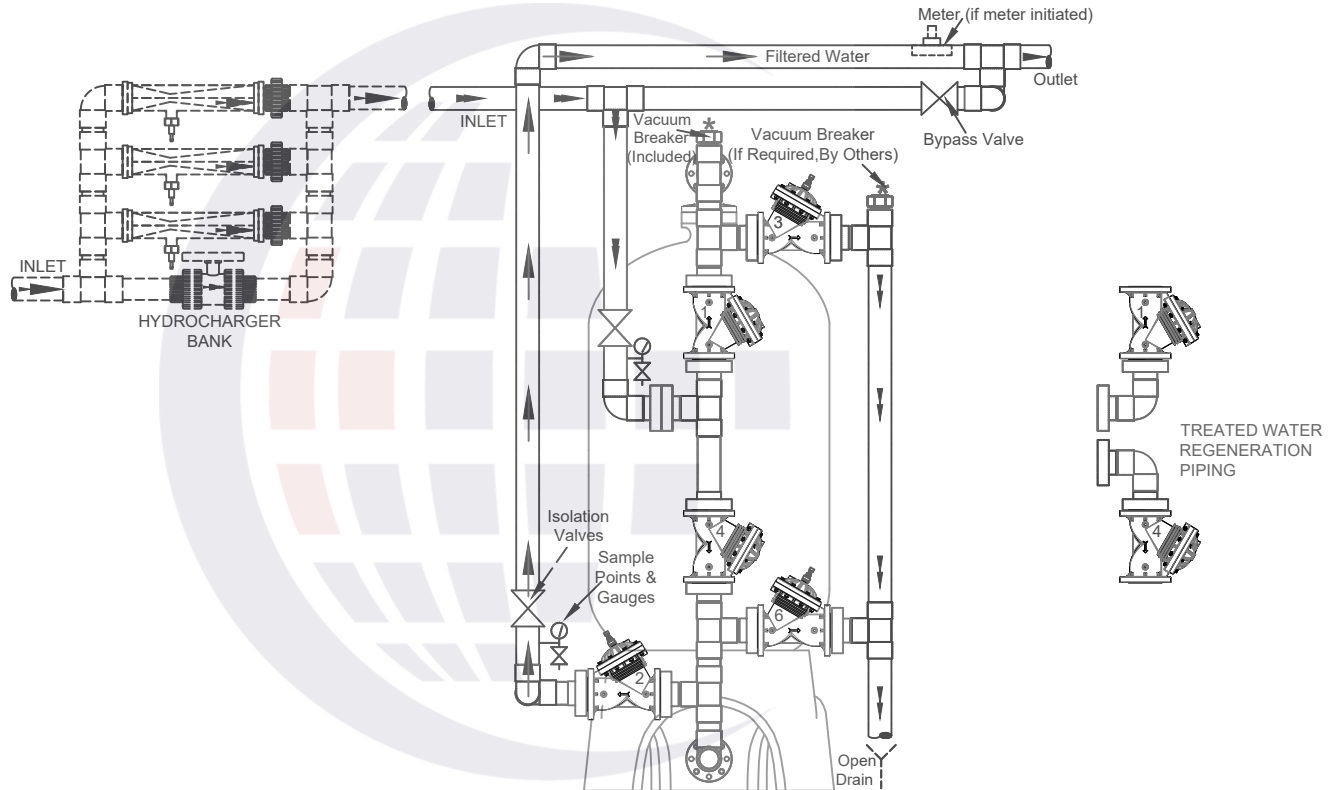 Meter (if meter initiated)
Filtered Water
Outlet
INLET
Vacuum
Breaker
(Included)
Vacuum Breaker
(If Required,By Others)
Bypass Valve
3
INLET
HYDROCHARGER
BANK
1
1
TREATED WATER
REGENERATION
PIPING
Isolation
Valves
4
4
Sample
Points &
Gauges
6
2
Open
Drain